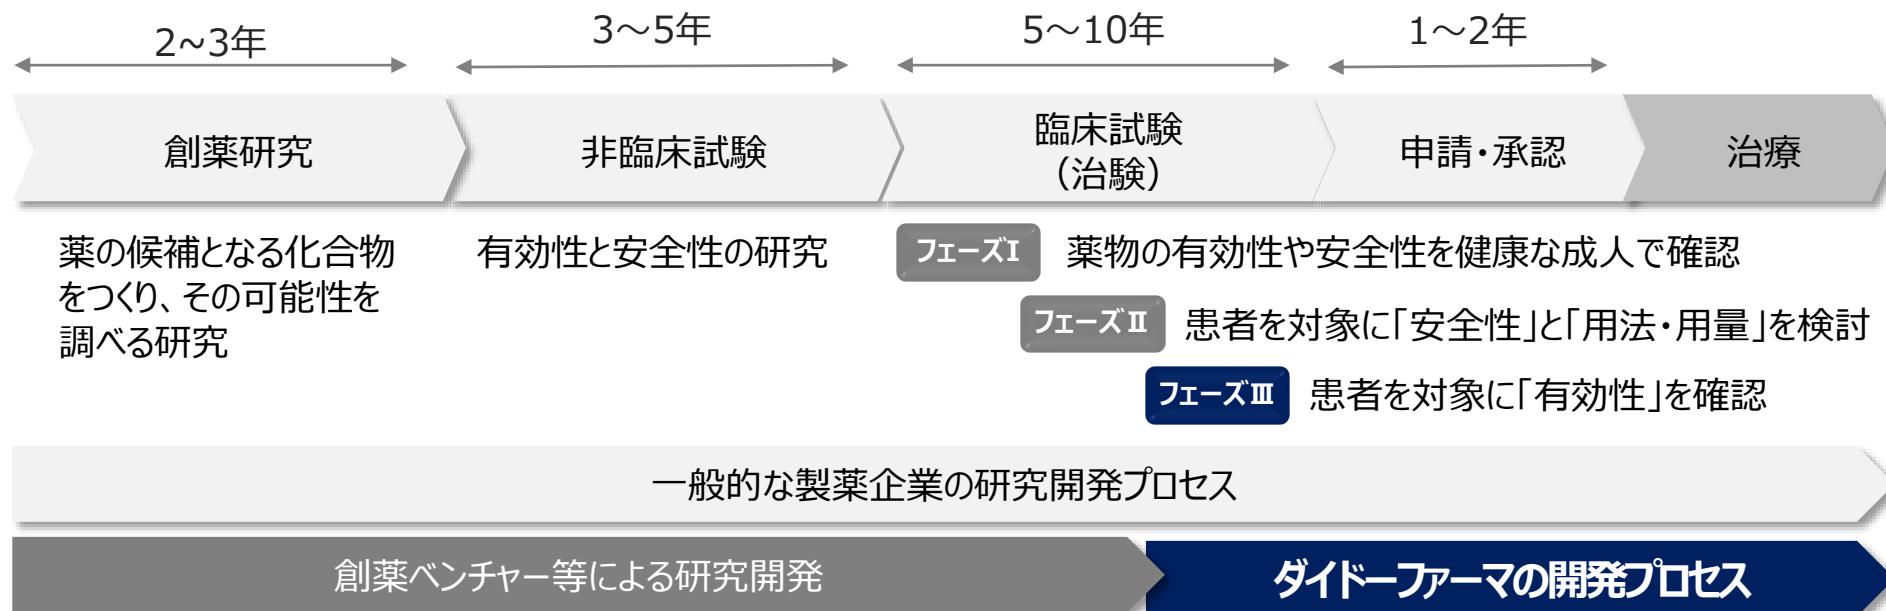 2~3年
3～5年
5～10年
1～2年
創薬研究
非臨床試験
臨床試験
（治験）
申請・承認
治療
薬の候補となる化合物
をつくり、その可能性を
調べる研究
有効性と安全性の研究
フェーズⅠ
薬物の有効性や安全性を健康な成人で確認
フェーズⅡ
患者を対象に「安全性」と「用法・用量」を検討
フェーズⅢ
患者を対象に「有効性」を確認
一般的な製薬企業の研究開発プロセス
創薬ベンチャー等による研究開発
ダイドーファーマの開発プロセス